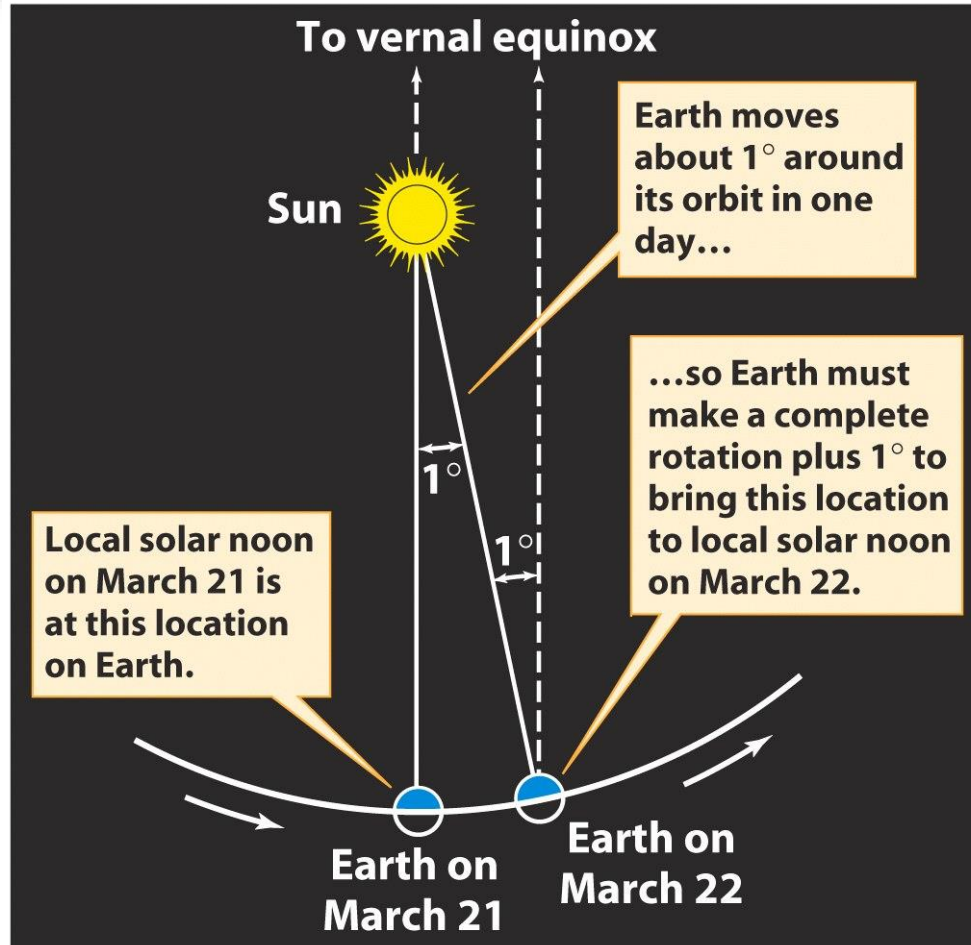 To vernal equinox
Earth moves
about 1° around
its orbit in one
day…
Sun
…so Earth must
make a complete
rotation plus 1° to
bring this location
to local solar noon
on March 22.
1°
1°
Local solar noon
on March 21 is
at this location
on Earth.
Earth on
March 21
Earth on
March 22